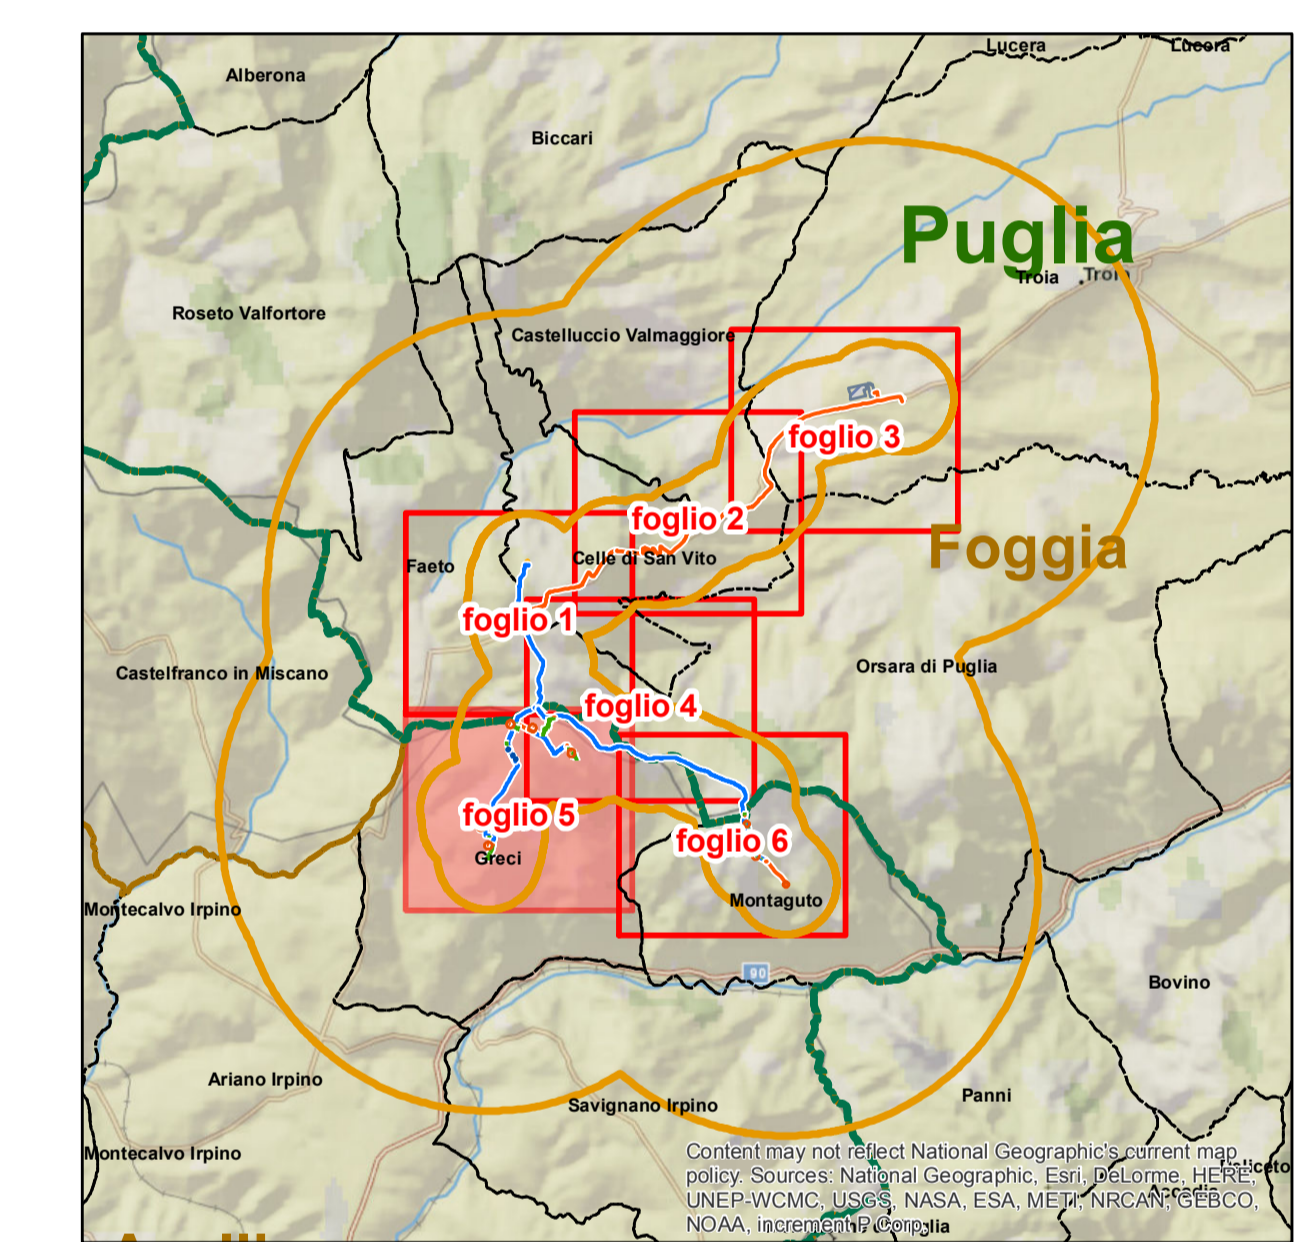 Lucera
Lucera
Alberona
Biccari
Puglia
Troia
Troia
Roseto Valfortore
Castelluccio Valmaggiore
foglio 3
foglio 2
Foggia
Celle di San Vito
Faeto
foglio 1
Orsara di Puglia
Castelfranco in Miscano
foglio 4
foglio 5
foglio 6
Greci
Montaguto
Montecalvo Irpino
90
Bovino
Ariano Irpino
Panni
Savignano Irpino
Montecalvo Irpino
Content may not reflect National Geographic's current map
policy. Sources: National Geographic, Esri, DeLorme, HERE,
UNEP-WCMC, USGS, NASA, ESA, METI, NRCAN, GEBCO,
NOAA, increment P Corp.